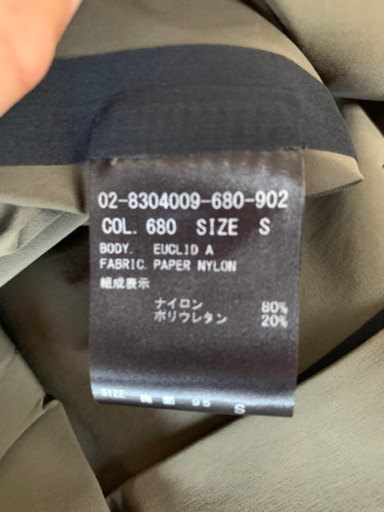 02-8304009-680-902
COL. 680 SIZE S
BODY. EUCLID A
FABRIC. PAPER NYLON
組成表示
ナイロン 80%
ポリウレタン 20%
SIZE S